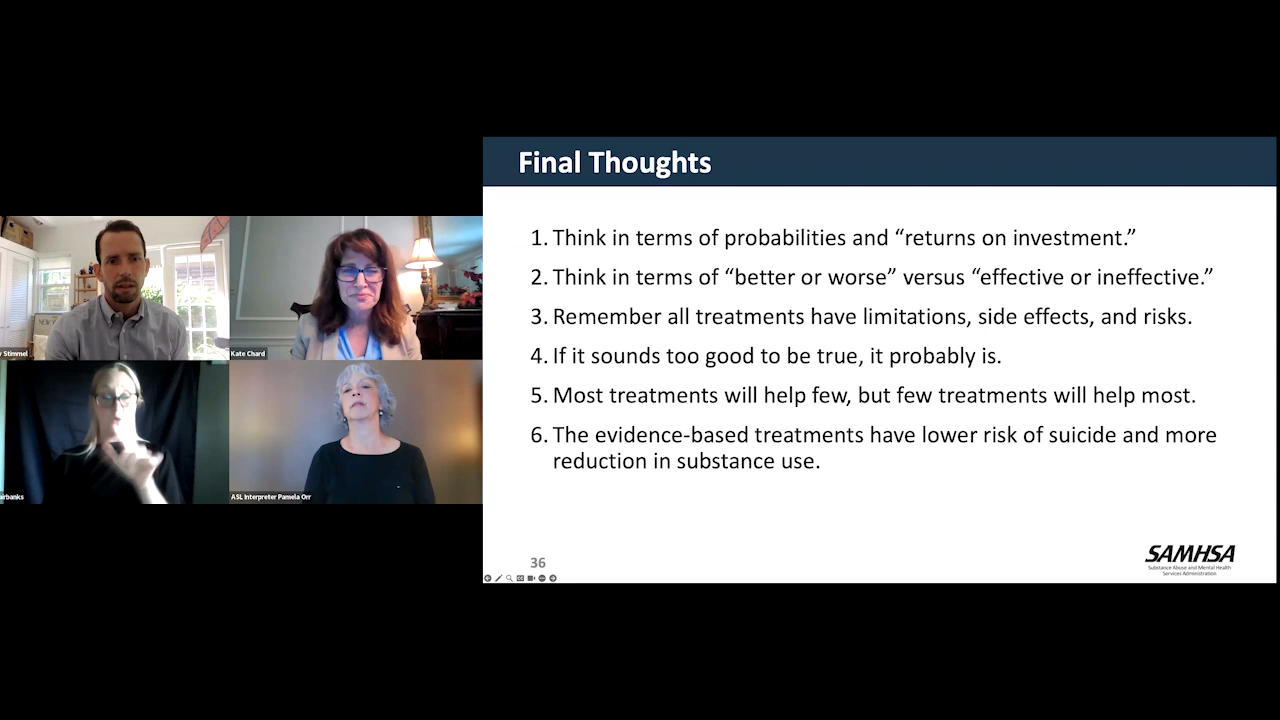 Final Thoughts
1. Think in terms of probabilities and “returns on investment.”
2. Think in terms of “better or worse” versus “effective or ineffective.”
3. Remember all treatments have limitations, side effects, and risks.
4. If it sounds too good to be true, it probably is.
5. Most treatments will help few, but few treatments will help most.
6. The evidence-based treatments have lower risk of suicide and more
reduction in substance use.
Stimmel
Kate Chard
ASL Interpreter Pamela Orr
36
SAMHSA
Substance Abuse and Mental Health
Services Administration